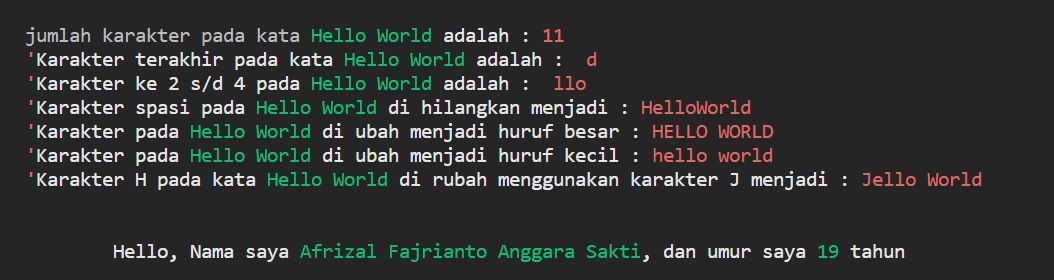 jumlah karakter pada kata Hello World adalah : 11
'Karakter terakhir pada kata Hello World adalah :  d
'Karakter ke 2 s/d 4 pada Hello World adalah :  llo
'Karakter spasi pada Hello World di hilangkan menjadi : HelloWorld
'Karakter pada Hello World di ubah menjadi huruf besar : HELLO WORLD
'Karakter pada Hello World di ubah menjadi huruf kecil : hello world
'Karakter H pada kata Hello World di rubah menggunakan karakter J menjadi : Jello World
Hello, Nama saya Afrizal Fajrianto Anggara Sakti, dan umur saya 19 tahun